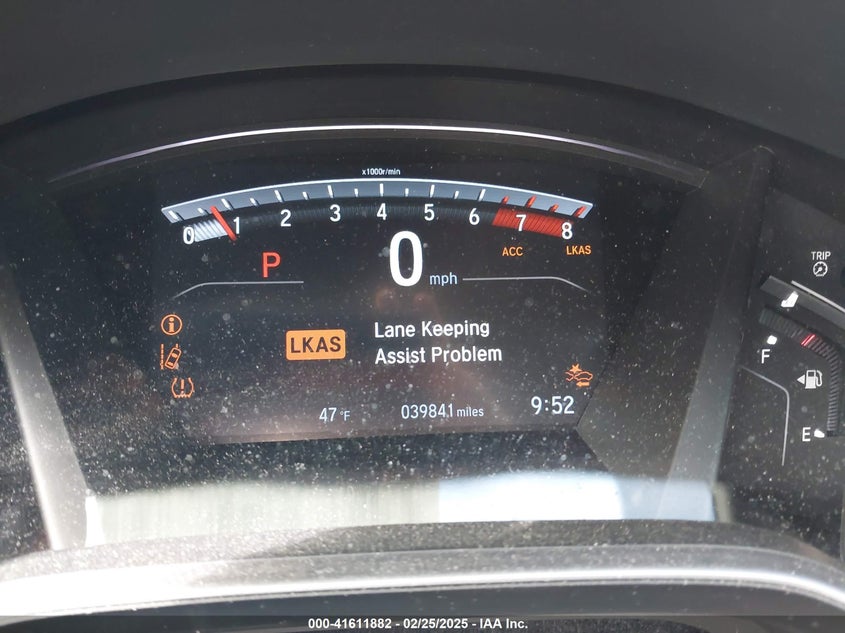 x1000r/min
0 1 2 3 4 5 6 7 8
ACC LKAS
P 0 mph
TRIP
LKAS
Lane Keeping
Assist Problem
F
E
47 °F 039841 miles 9:52
000-41611882 - 02/25/2025 - IAA Inc.